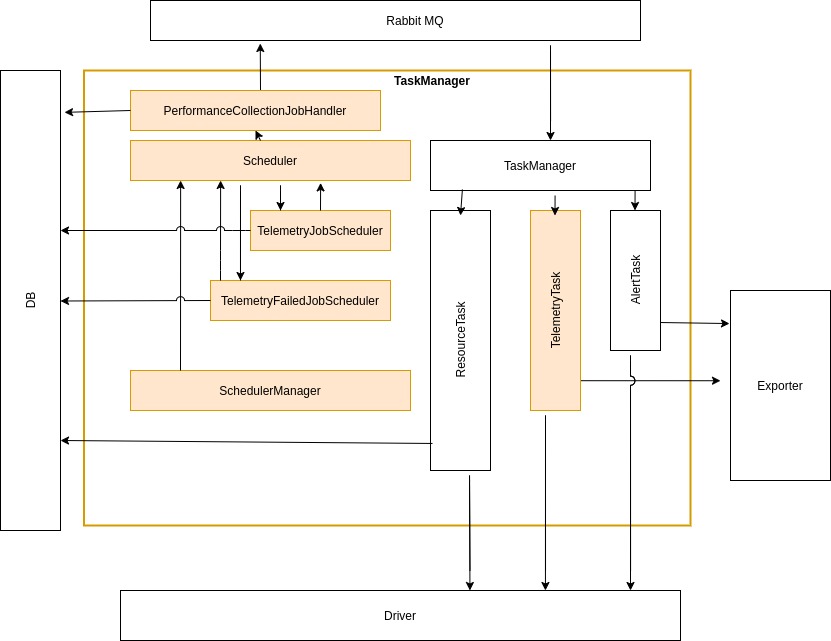 Rabbit MQ
TaskManager
PerformanceCollectionJobHandler
Scheduler
TaskManager
TelemetryJobScheduler
TelemetryFailedJobScheduler
SchedulerManager
ResourceTask
TelemetryTask
AlertTask
DB
Exporter
Driver